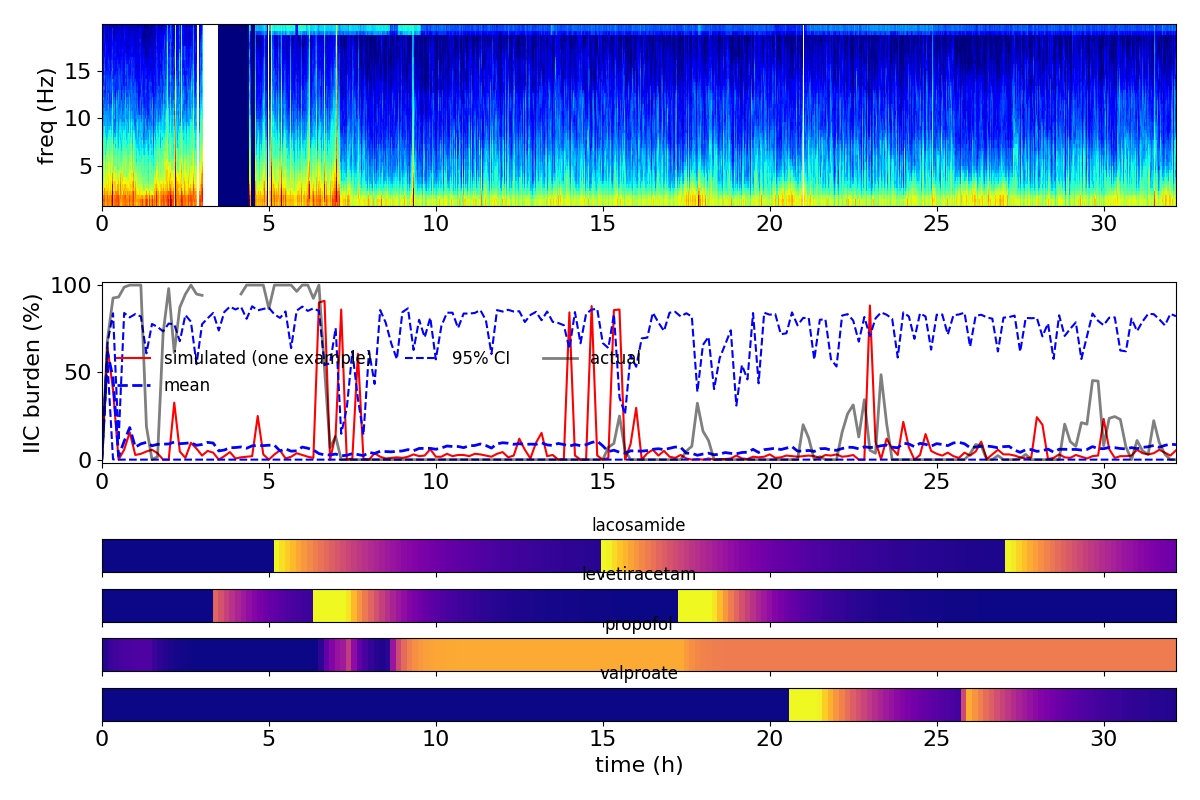 freq (Hz)
15
10
5
0 5 10 15 20 25 30
IIC burden (%)
100
50
0
simulated (one example) 95% CI actual
mean
0 5 10 15 20 25 30
lacosamide
levetiracetam
propofol
valproate
0 5 10 15 20 25 30
time (h)